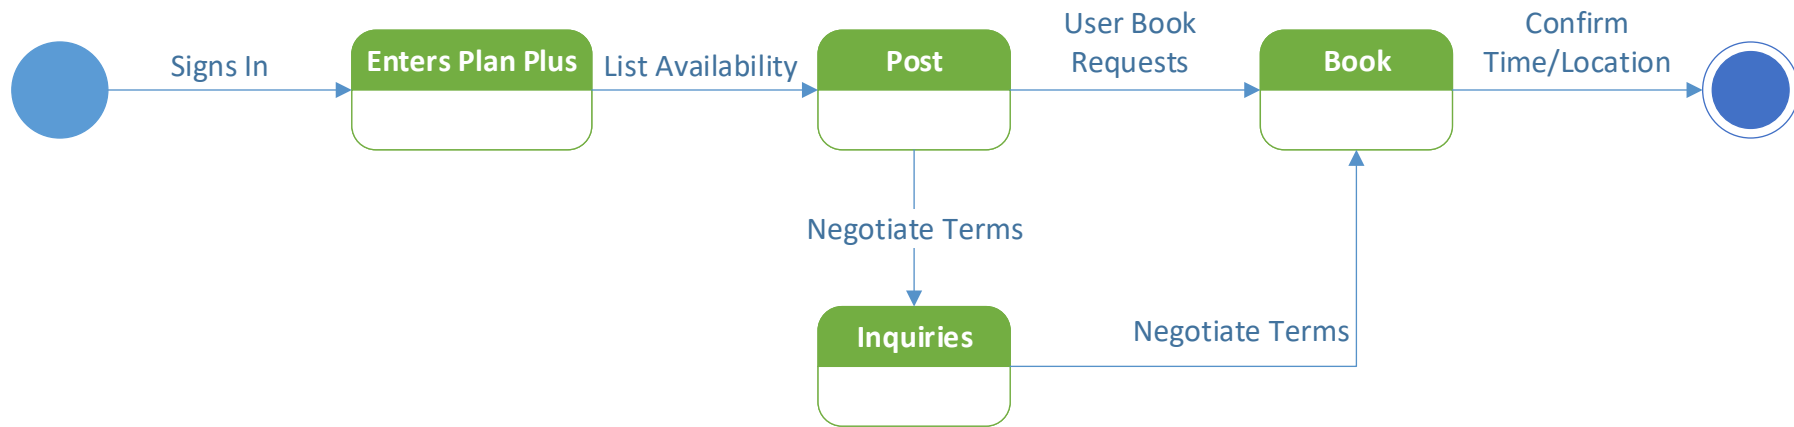 Signs In
Enters Plan Plus
List Availability
Post
User Book
Requests
Book
Confirm
Time/Location
Negotiate Terms
Inquiries
Negotiate Terms